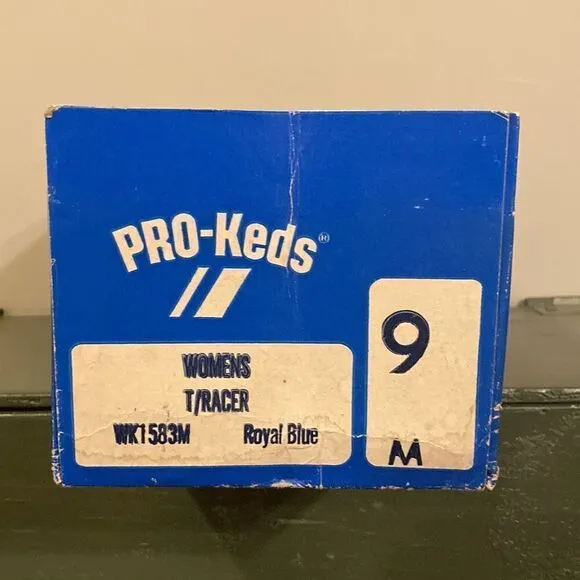 PRO-Keds®
WOMENS
T/RACER
WK1583M Royal Blue
9
M